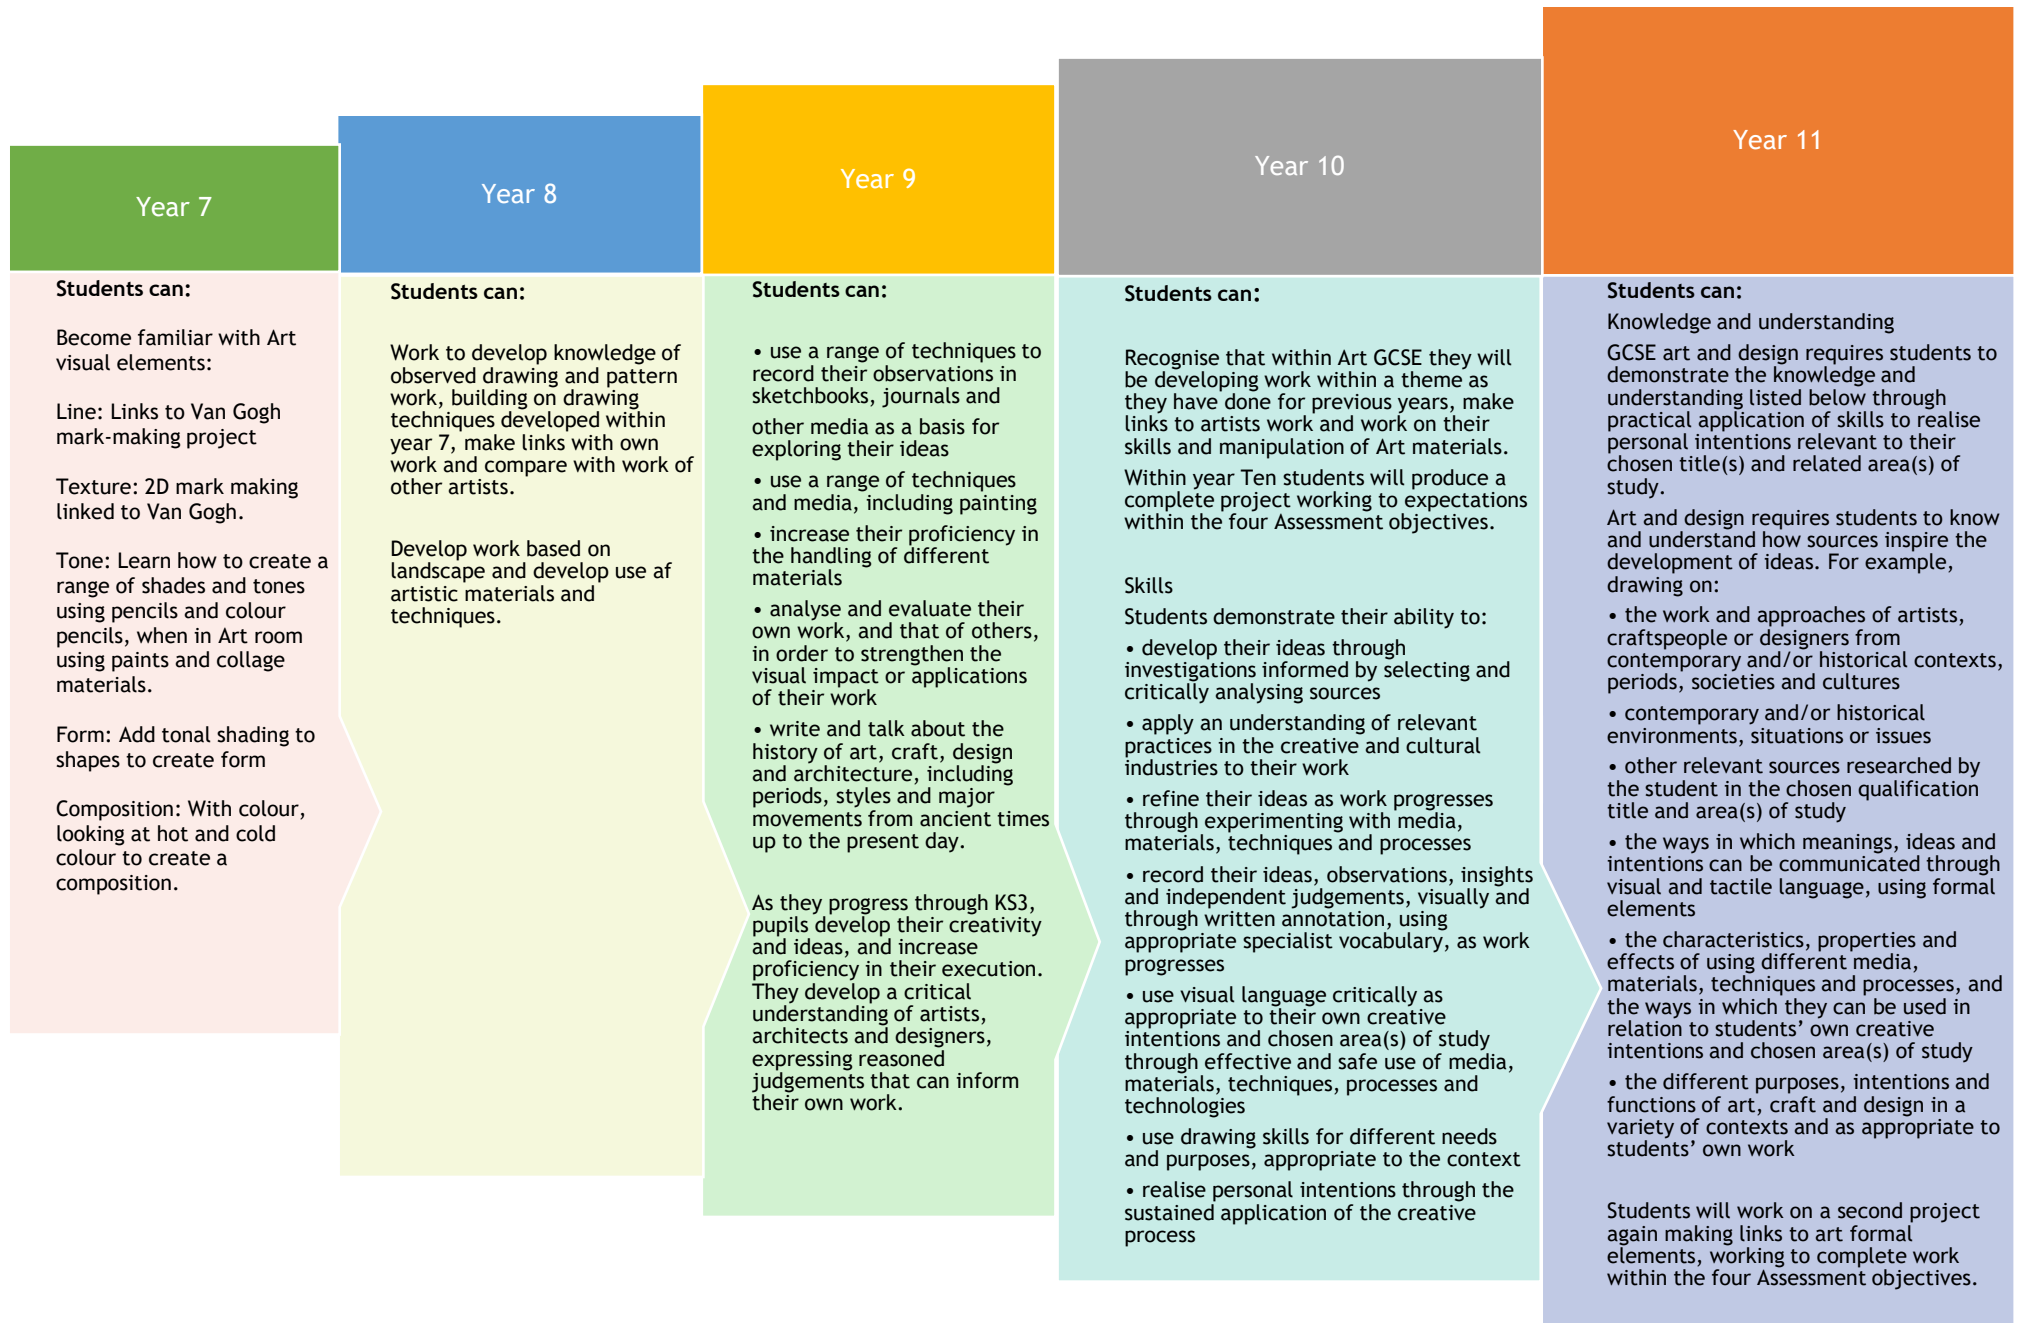 Year 7
Students can:
Become familiar with Art
visual elements:
Line: Links to Van Gogh
mark-making project
Texture: 2D mark making
linked to Van Gogh.
Tone: Learn how to create a
range of shades and tones
using pencils and colour
pencils, when in Art room
using paints and collage
materials.
Form: Add tonal shading to
shapes to create form
Composition: With colour,
looking at hot and cold
colour to create a
composition.
Year 8
Students can:
Work to develop knowledge of
observed drawing and pattern
work, building on drawing
techniques developed within
year 7, make links with own
work and compare with work of
other artists.
Develop work based on
landscape and develop use af
artistic materials and
techniques.
Year 9
Students can:
• use a range of techniques to
record their observations in
sketchbooks, journals and
other media as a basis for
exploring their ideas
• use a range of techniques
and media, including painting
• increase their proficiency in
the handling of different
materials
• analyse and evaluate their
own work, and that of others,
in order to strengthen the
visual impact or applications
of their work
• write and talk about the
history of art, craft, design
and architecture, including
periods, styles and major
movements from ancient times
up to the present day.
As they progress through KS3,
pupils develop their creativity
and ideas, and increase
proficiency in their execution.
They develop a critical
understanding of artists,
architects and designers,
expressing reasoned
judgements that can inform
their own work.
Year 10
Students can:
Recognise that within Art GCSE they will
be developing work within a theme as
they have done for previous years, make
links to artists work and work on their
skills and manipulation of Art materials.
Within year Ten students will produce a
complete project working to expectations
within the four Assessment objectives.
Skills
Students demonstrate their ability to:
• develop their ideas through
investigations informed by selecting and
critically analysing sources
• apply an understanding of relevant
practices in the creative and cultural
industries to their work
• refine their ideas as work progresses
through experimenting with media,
materials, techniques and processes
• record their ideas, observations, insights
and independent judgements, visually and
through written annotation, using
appropriate specialist vocabulary, as work
progresses
• use visual language critically as
appropriate to their own creative
intentions and chosen area(s) of study
through effective and safe use of media,
materials, techniques, processes and
technologies
• use drawing skills for different needs
and purposes, appropriate to the context
• realise personal intentions through the
sustained application of the creative
process
Year 11
Students can:
Knowledge and understanding
GCSE art and design requires students to
demonstrate the knowledge and
understanding listed below through
practical application of skills to realise
personal intentions relevant to their
chosen title(s) and related area(s) of
study.
Art and design requires students to know
and understand how sources inspire the
development of ideas. For example,
drawing on:
• the work and approaches of artists,
craftspeople or designers from
contemporary and/or historical contexts,
periods, societies and cultures
• contemporary and/or historical
environments, situations or issues
• other relevant sources researched by
the student in the chosen qualification
title and area(s) of study
• the ways in which meanings, ideas and
intentions can be communicated through
visual and tactile language, using formal
elements
• the characteristics, properties and
effects of using different media,
materials, techniques and processes, and
the ways in which they can be used in
relation to students’ own creative
intentions and chosen area(s) of study
• the different purposes, intentions and
functions of art, craft and design in a
variety of contexts and as appropriate to
students’ own work
Students will work on a second project
again making links to art formal
elements, working to complete work
within the four Assessment objectives.